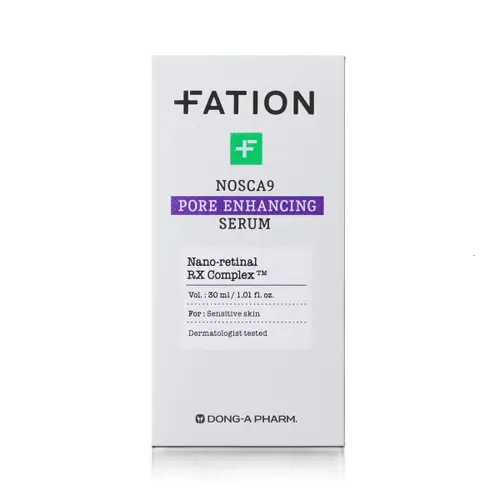 FATION
NOSCA9
PORE ENHANCING
SERUM
Nano-retinal
RX Complex™
Vol. : 30 ml / 1.01 fl. oz.
For : Sensitive skin
Dermatologist tested
DONG-A PHARM.